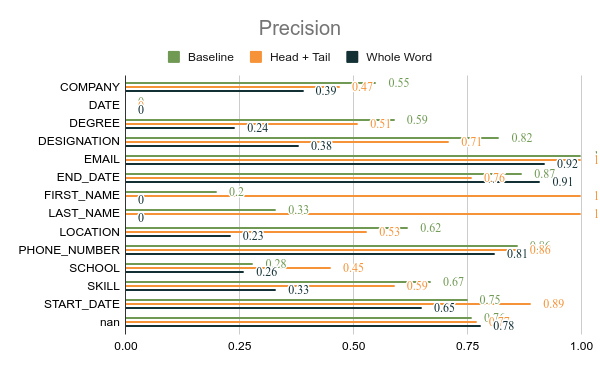 Precision
Baseline Head + Tail Whole Word
COMPANY 0.55 0.47 0.39
DATE 0 0
DEGREE 0.59 0.51 0.24
DESIGNATION 0.82 0.71 0.38
EMAIL 0.92
END_DATE 0.87 0.76 0.91
FIRST_NAME 0.2 0
LAST_NAME 0.33 0
LOCATION 0.62 0.53 0.23
PHONE_NUMBER 0.86 0.86 0.81
SCHOOL 0.28 0.45 0.26
SKILL 0.67 0.59 0.33
START_DATE 0.75 0.89 0.65
nan 0.76 0.77 0.78
0.00 0.25 0.50 0.75 1.00